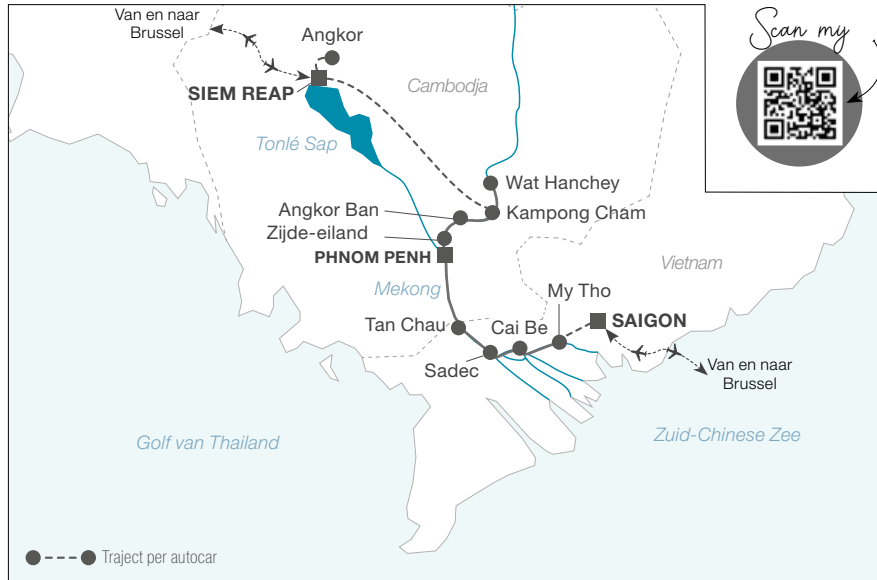 Van en naar
Brussel
Scan my
Angkor
SIEM REAP
Cambodja
Tonlé Sap
Wat Hanchey
Angkor Ban
Kampong Cham
Zijde-eiland
PHNOM PENH
Vietnam
Mekong
My Tho
Tan Chau
Cai Be
SAIGON
Sadec
Van en naar
Brussel
Golf van Thailand
Zuid-Chinese Zee
Traject per autocar